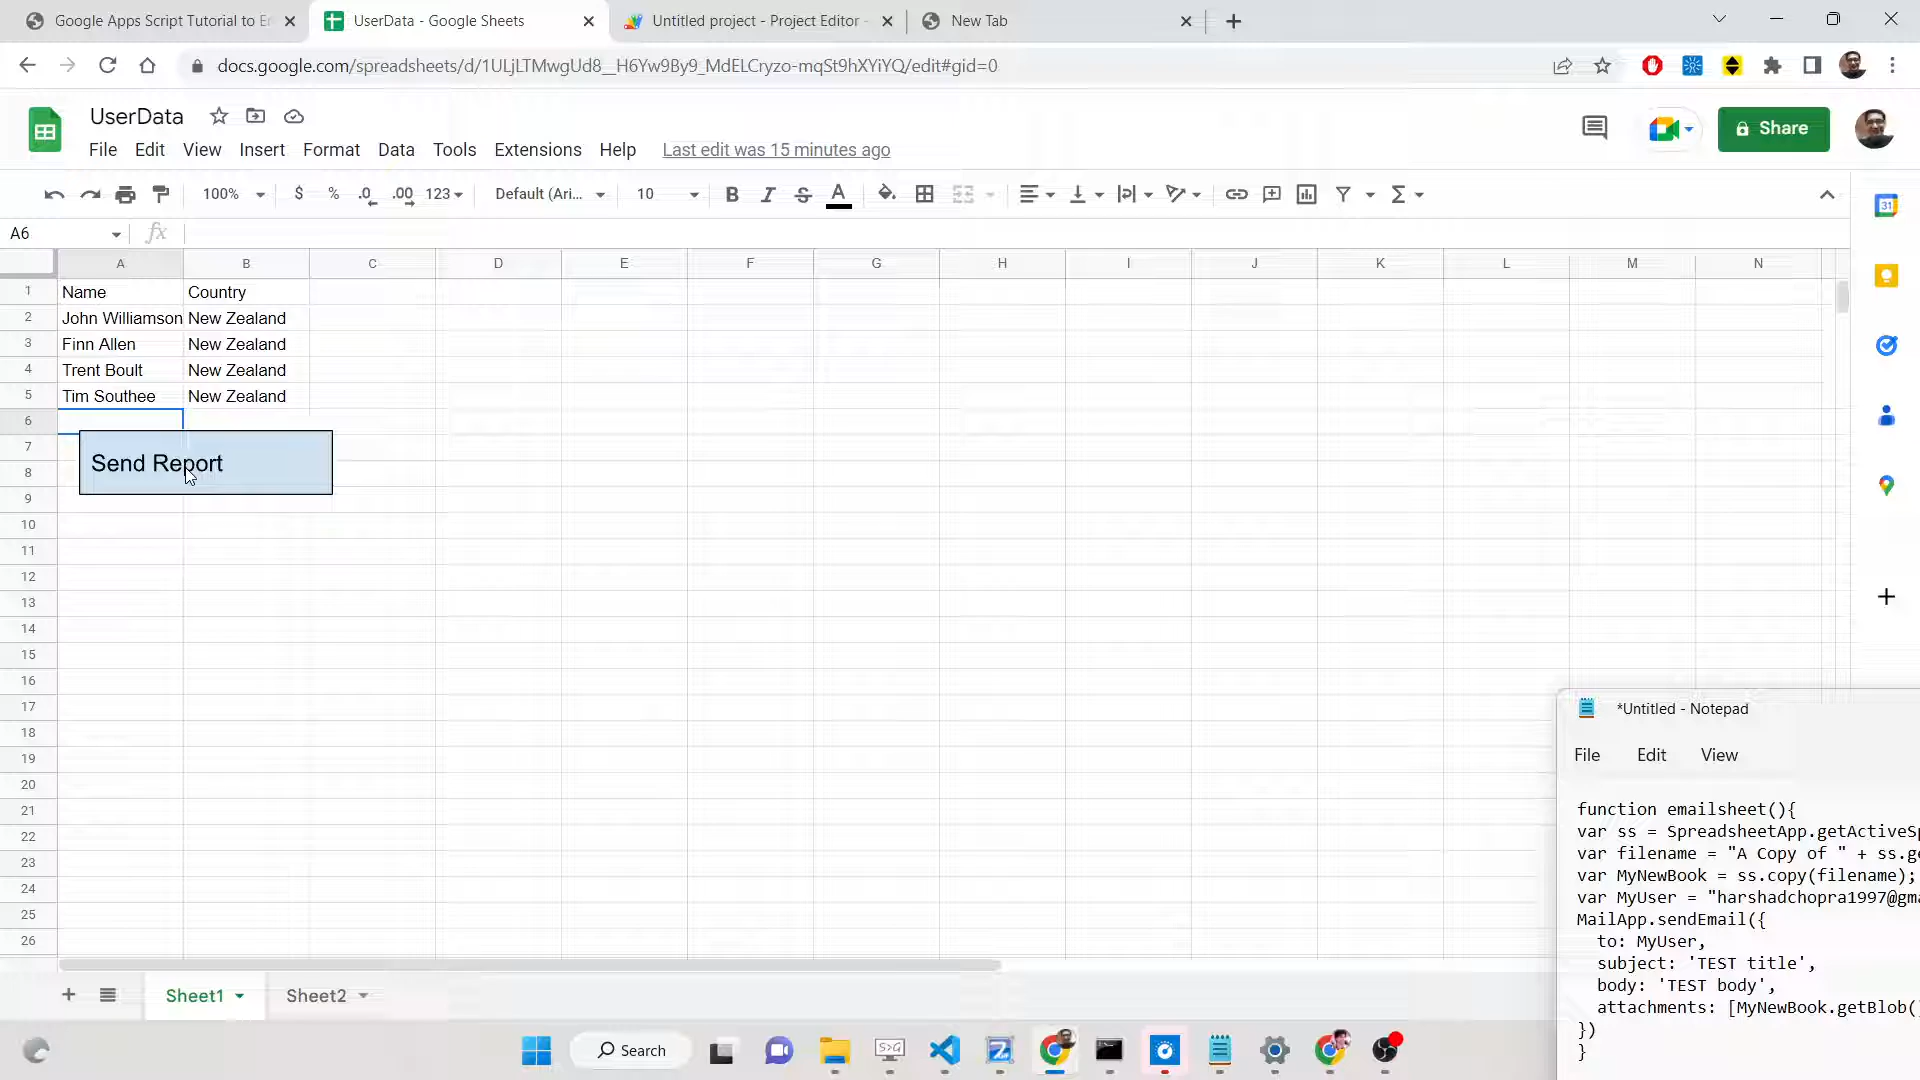 Google Apps Script Tutorial to E
UserData - Google Sheets
Untitled project - Project Editor -
New Tab
docs.google.com/spreadsheets/d/1ULjLTMwgUd8__H6Yw9By9_MdELCryzo-mqSt9hXYiYQ/edit#gid=0
UserData
File Edit View Insert Format Data Tools Extensions Help Last edit was 15 minutes ago
Share
100% $ % .0 .00 123 Default (Ari... 10 B I S A
31
A6 fx
A B C D E F G H I J K L M N
1 Name Country
2 John Williamson New Zealand
3 Finn Allen New Zealand
4 Trent Boult New Zealand
5 Tim Southee New Zealand
6
7
Send Report
8
9
10
11
12
13
14
15
16
17
18
19
20
21
22
23
24
25
26
*Untitled - Notepad
File Edit View
function emailsheet(){
var ss = SpreadsheetApp.getActiveSp
var filename = "A Copy of " + ss.ge
var MyNewBook = ss.copy(filename);
var MyUser = "harshadchopra1997@gma
MailApp.sendEmail({
to: MyUser,
subject: 'TEST title',
body: 'TEST body',
attachments: [MyNewBook.getBlob()
})
}
Sheet1 Sheet2
Search